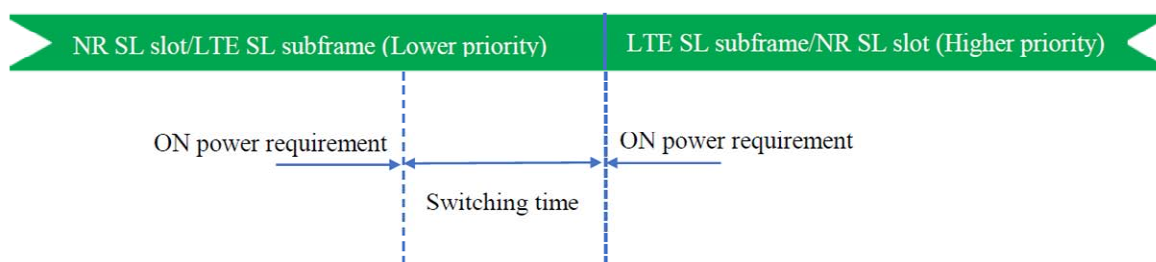 NR SL slot/LTE SL subframe (Lower priority)
LTE SL subframe/NR SL slot (Higher priority)
ON power requirement
ON power requirement
Switching time